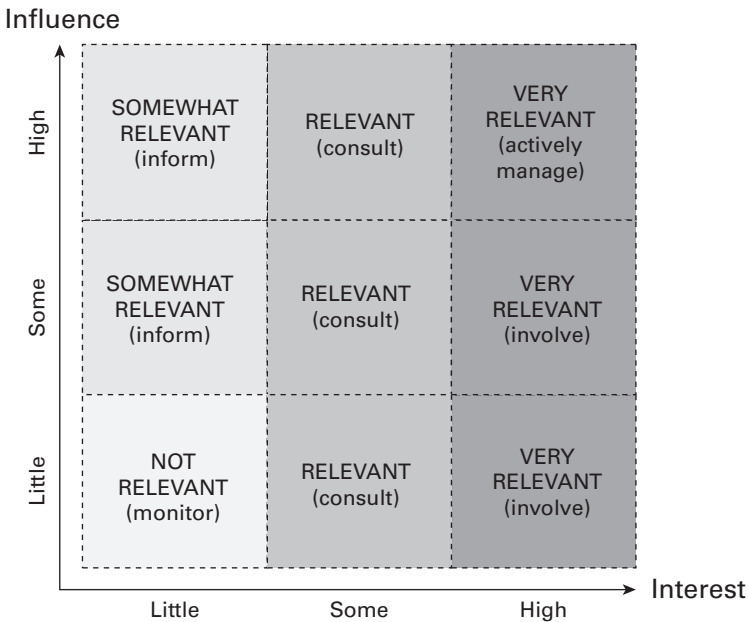 Influence
High
SOMEWHAT
RELEVANT
(inform)
RELEVANT
(consult)
VERY
RELEVANT
(actively
manage)
Some
SOMEWHAT
RELEVANT
(inform)
RELEVANT
(consult)
VERY
RELEVANT
(involve)
Little
NOT
RELEVANT
(monitor)
RELEVANT
(consult)
VERY
RELEVANT
(involve)
Interest
Little
Some
High